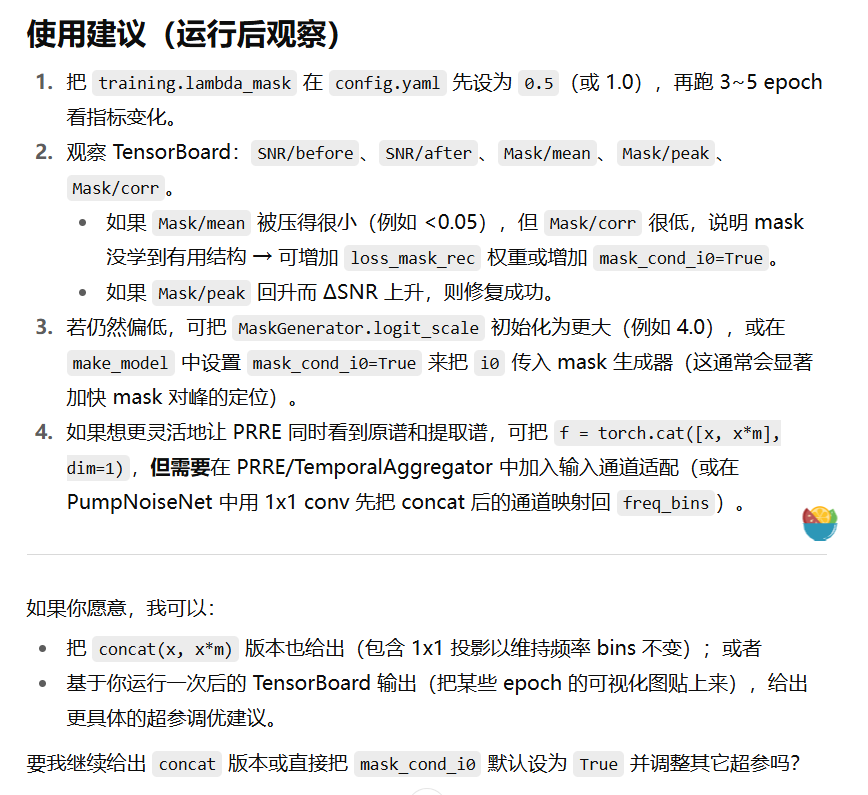 使用建议（运行后观察）
1. 把 training.lambda_mask 在 config.yaml 先设为 0.5（或 1.0），再跑 3~5 epoch
看指标变化。
2. 观察 TensorBoard：SNR/before、SNR/after、Mask/mean、Mask/peak、
Mask/corr。
• 如果 Mask/mean 被压得很小（例如 <0.05），但 Mask/corr 很低，说明 mask
没学到有用结构 → 可增加 loss_mask_rec 权重或增加 mask_cond_i0=True。
• 如果 Mask/peak 回升而 ΔSNR 上升，则修复成功。
3. 若仍然偏低，可把 MaskGenerator.logit_scale 初始化为更大（例如 4.0），或在
make_model 中设置 mask_cond_i0=True 来把 i0 传入 mask 生成器（这通常会显著
加快 mask 对峰的定位）。
4. 如果想更灵活地让 PRRE 同时看到原谱和提取谱，可把 f = torch.cat([x, x*m],
dim=1)，但需要在 PRRE/TemporalAggregator 中加入输入通道适配（或在
PumpNoiseNet 中用 1x1 conv 先把 concat 后的通道映射回 freq_bins）。
如果你愿意，我可以：
• 把 concat(x, x*m) 版本也给出（包含 1x1 投影以维持频率 bins 不变）；或者
• 基于你运行一次后的 TensorBoard 输出（把某些 epoch 的可视化图贴上来），给出
更具体的超参调优建议。
要我继续给出 concat 版本或直接把 mask_cond_i0 默认设为 True 并调整其它超参吗？